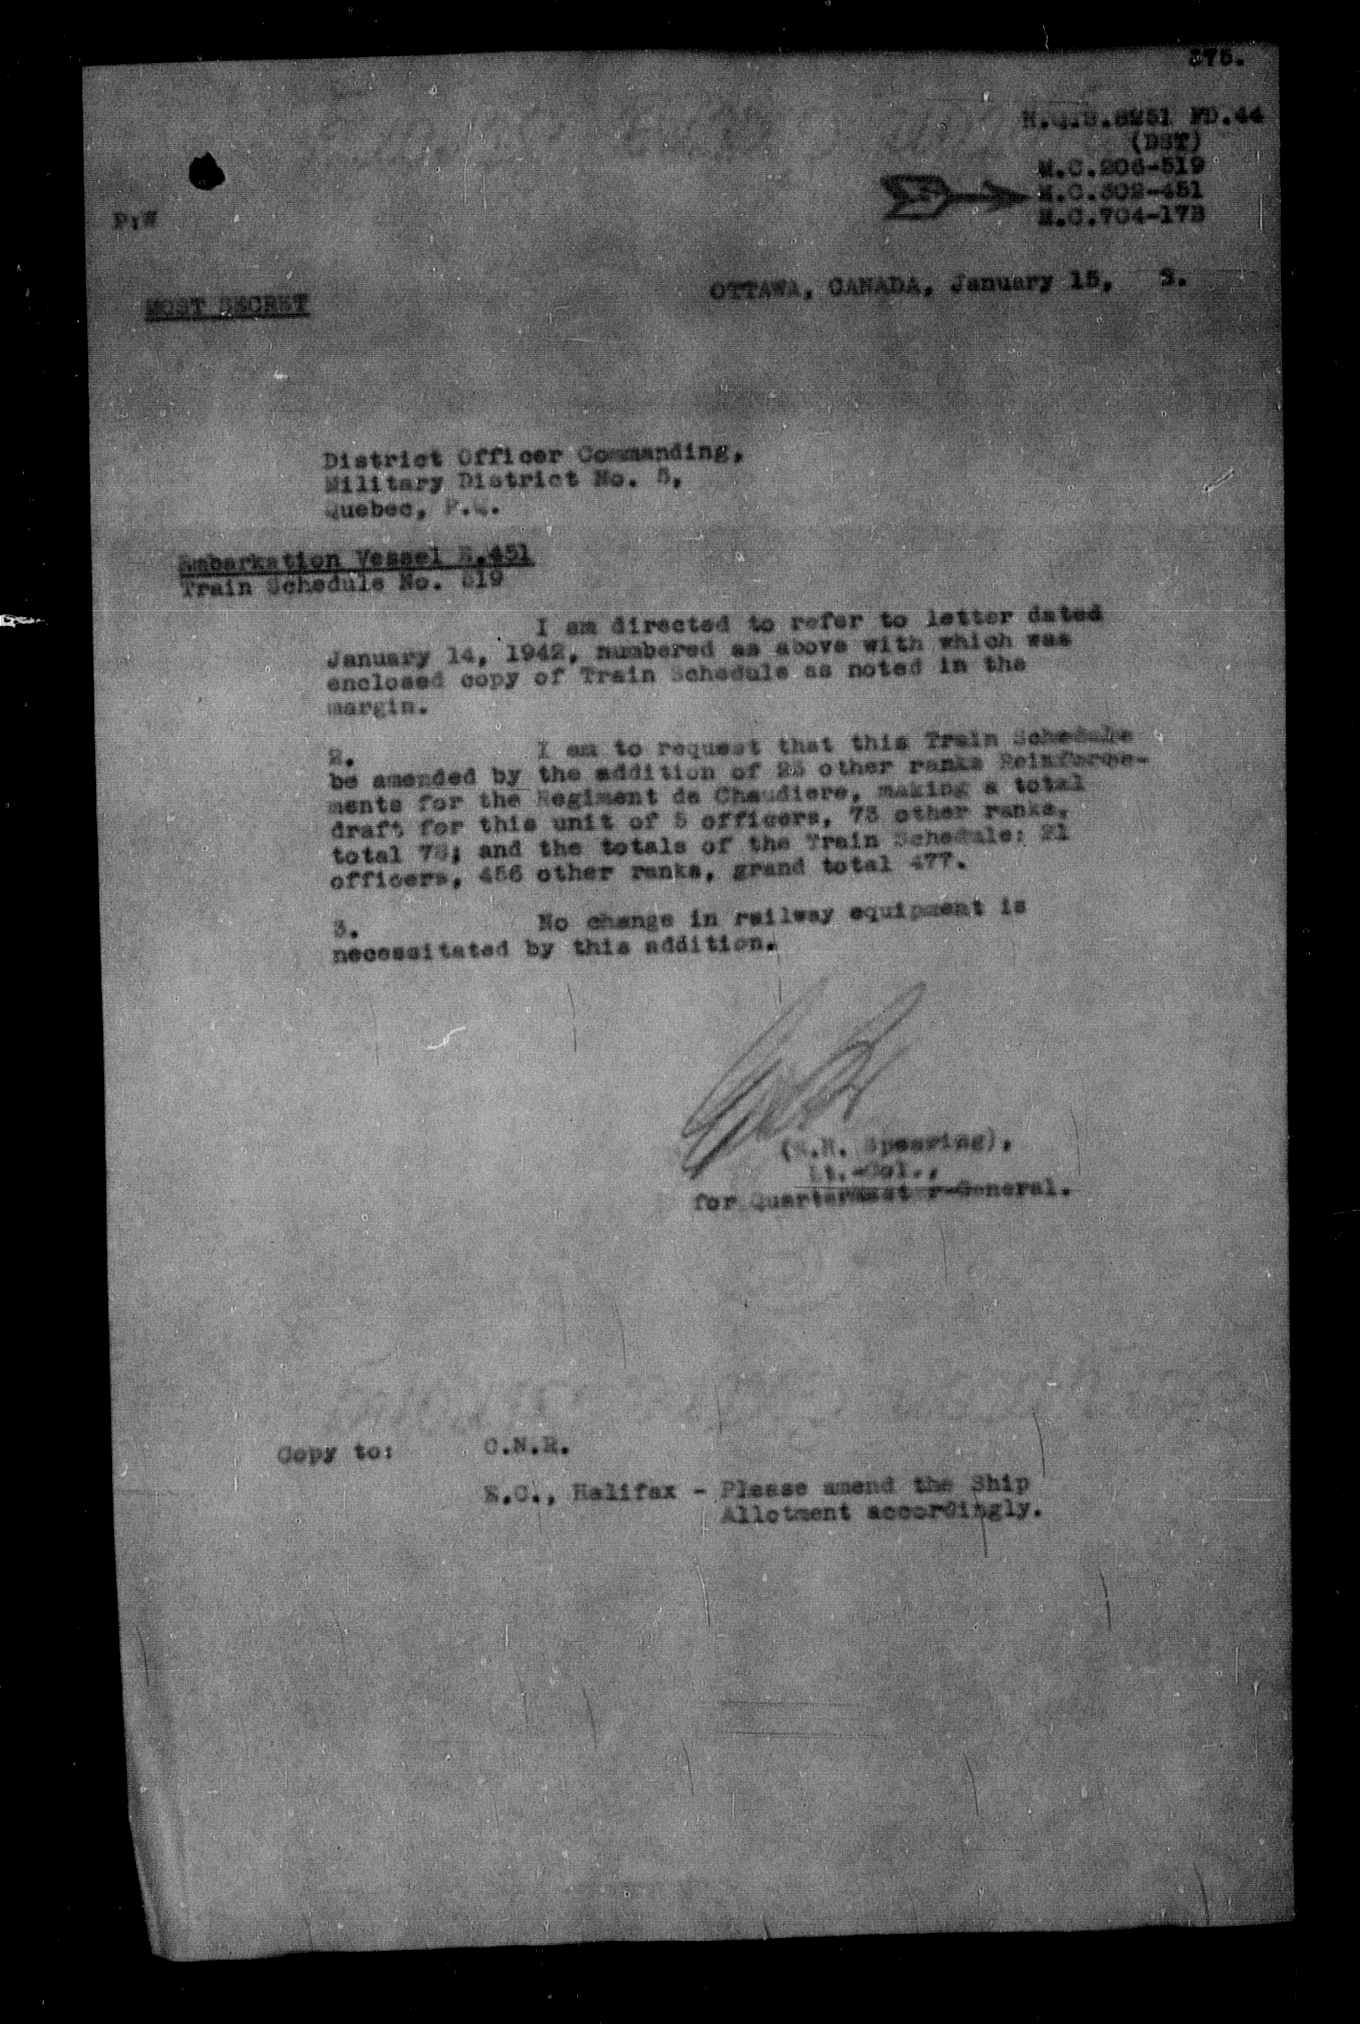 375.
H.Q.S.8251 FD.44
(DST)
M.C.206-519
M.C.302-451
M.C.704-173
P:W
MOST SECRET
OTTAWA, CANADA, January 15, 3.
District Officer Commanding,
Military District No. 5,
Quebec, P.Q.
Embarkation Vessel E.451
Train Schedule No. 519
I am directed to refer to letter dated
January 14, 1942, numbered as above with which was
enclosed copy of Train Schedule as noted in the
margin.
2. I am to request that this Train Schedule
be amended by the addition of 25 other ranks Reinforce-
ments for the Regiment de Chaudiere, making a total
draft for this unit of 5 officers, 73 other ranks,
total 78; and the totals of the Train Schedule: 21
officers, 456 other ranks, grand total 477.
3. No change in railway equipment is
necessitated by this addition.
Spearing),
Lt.-Col.,
for Quartermaster-General.
Copy to: C.N.R.
E.C., Halifax - Please amend the Ship
Allotment accordingly.